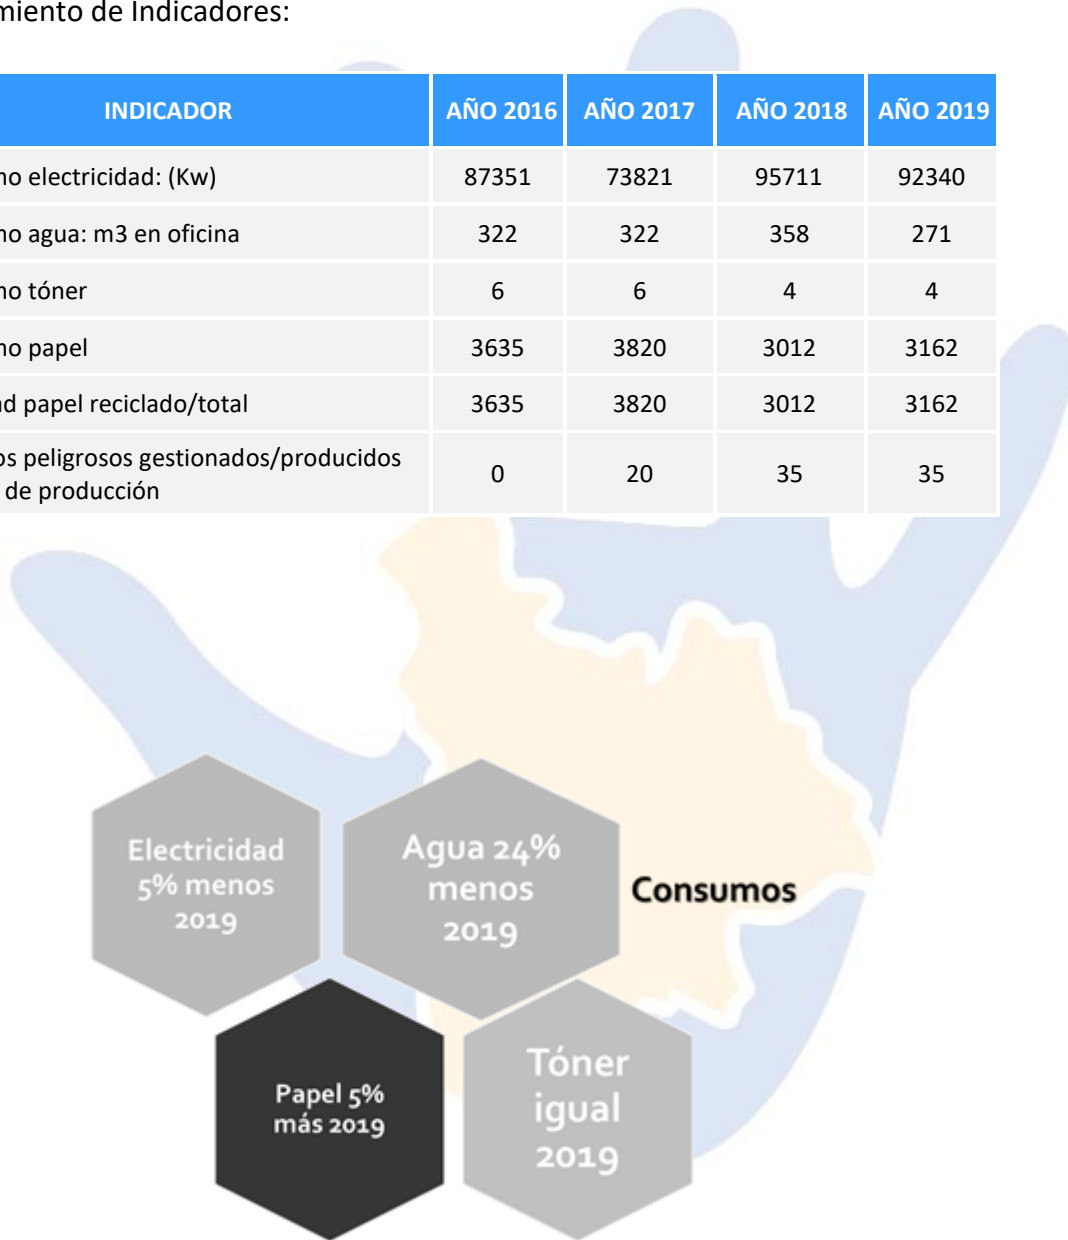 miento de Indicadores:
INDICADOR AÑO 2016 AÑO 2017 AÑO 2018 AÑO 2019
no electricidad: (Kw) 87351 73821 95711 92340
no agua: m3 en oficina 322 322 358 271
no tóner 6 6 4 4
no papel 3635 3820 3012 3162
ad papel reciclado/total 3635 3820 3012 3162
os peligrosos gestionados/producidos
de producción 0 20 35 35
Electricidad
5% menos
2019
Agua 24%
menos
2019
Consumos
Papel 5%
más 2019
Tóner
igual
2019